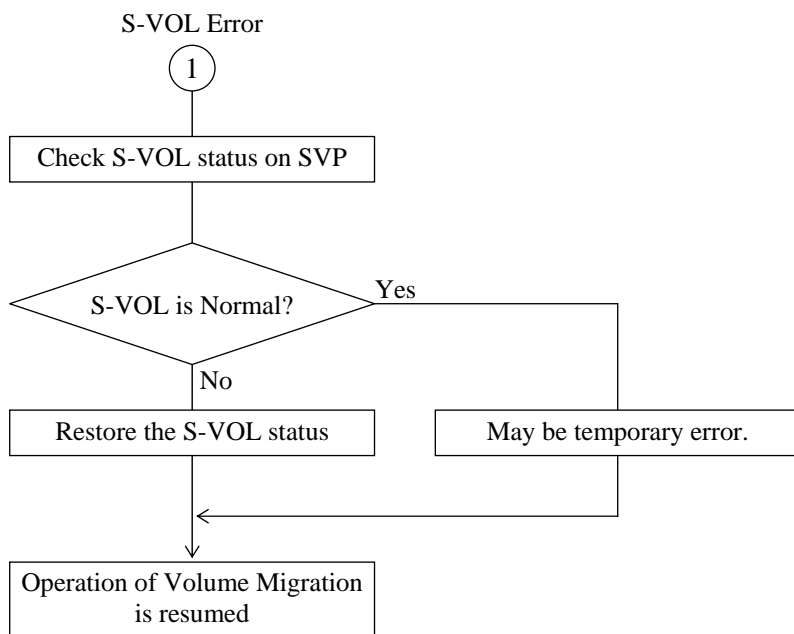 S-VOL Error
1
Check S-VOL status on SVP
S-VOL is Normal?
Yes
No
Restore the S-VOL status
May be temporary error.
Operation of Volume Migration
is resumed